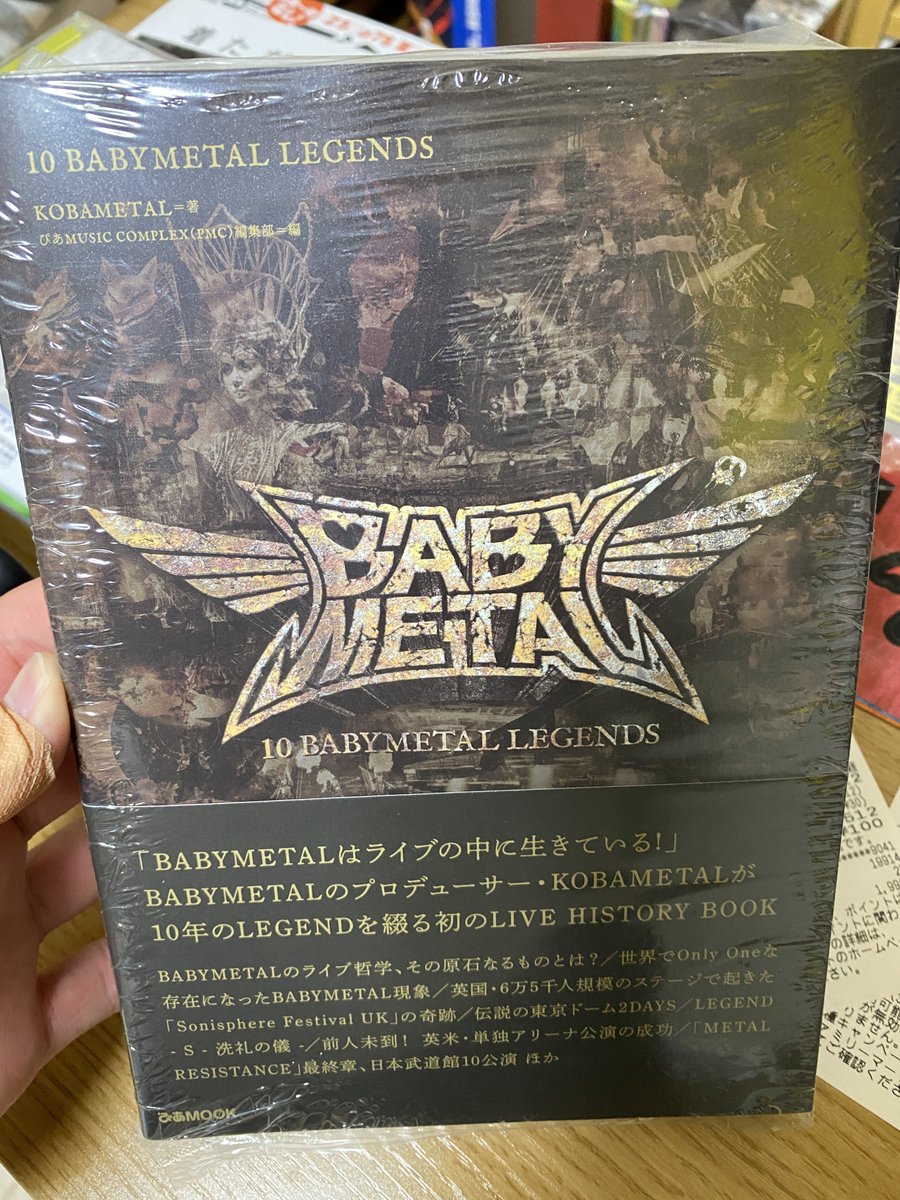 10 BABYMETAL LEGENDS
KOBAMETAL=著
ぴあMUSIC COMPLEX(PMC)編集部=編
BABY
METAL
10 BABYMETAL LEGENDS
「BABYMETALはライブの中に生きている!」
BABYMETALのプロデューサー・KOBAMETALが
10年のLEGENDを綴る初のLIVE HISTORY BOOK
BABYMETALのライブ哲学、その原石なるものとは?/世界でOnly Oneな
存在になったBABYMETAL現象/英国・6万5千人規模のステージで起きた
「Sonisphere Festival UK」の奇跡/伝説の東京ドーム2DAYS/LEGEND
- S - 洗礼の儀 -/前人未到! 英米・単独アリーナ公演の成功/「METAL
RESISTANCE」最終章、日本武道館10公演 ほか
ぴあMOOK